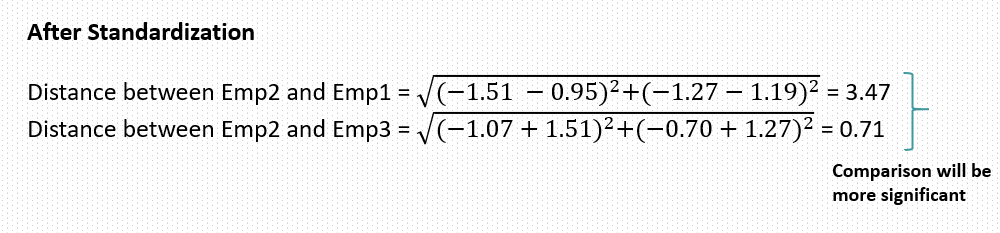 After Standardization
Distance between Emp2 and Emp1 = √(−1.51 − 0.95)²+(−1.27 − 1.19)² = 3.47
Distance between Emp2 and Emp3 = √(−1.07 + 1.51)²+(−0.70 + 1.27)² = 0.71
Comparison will be
more significant